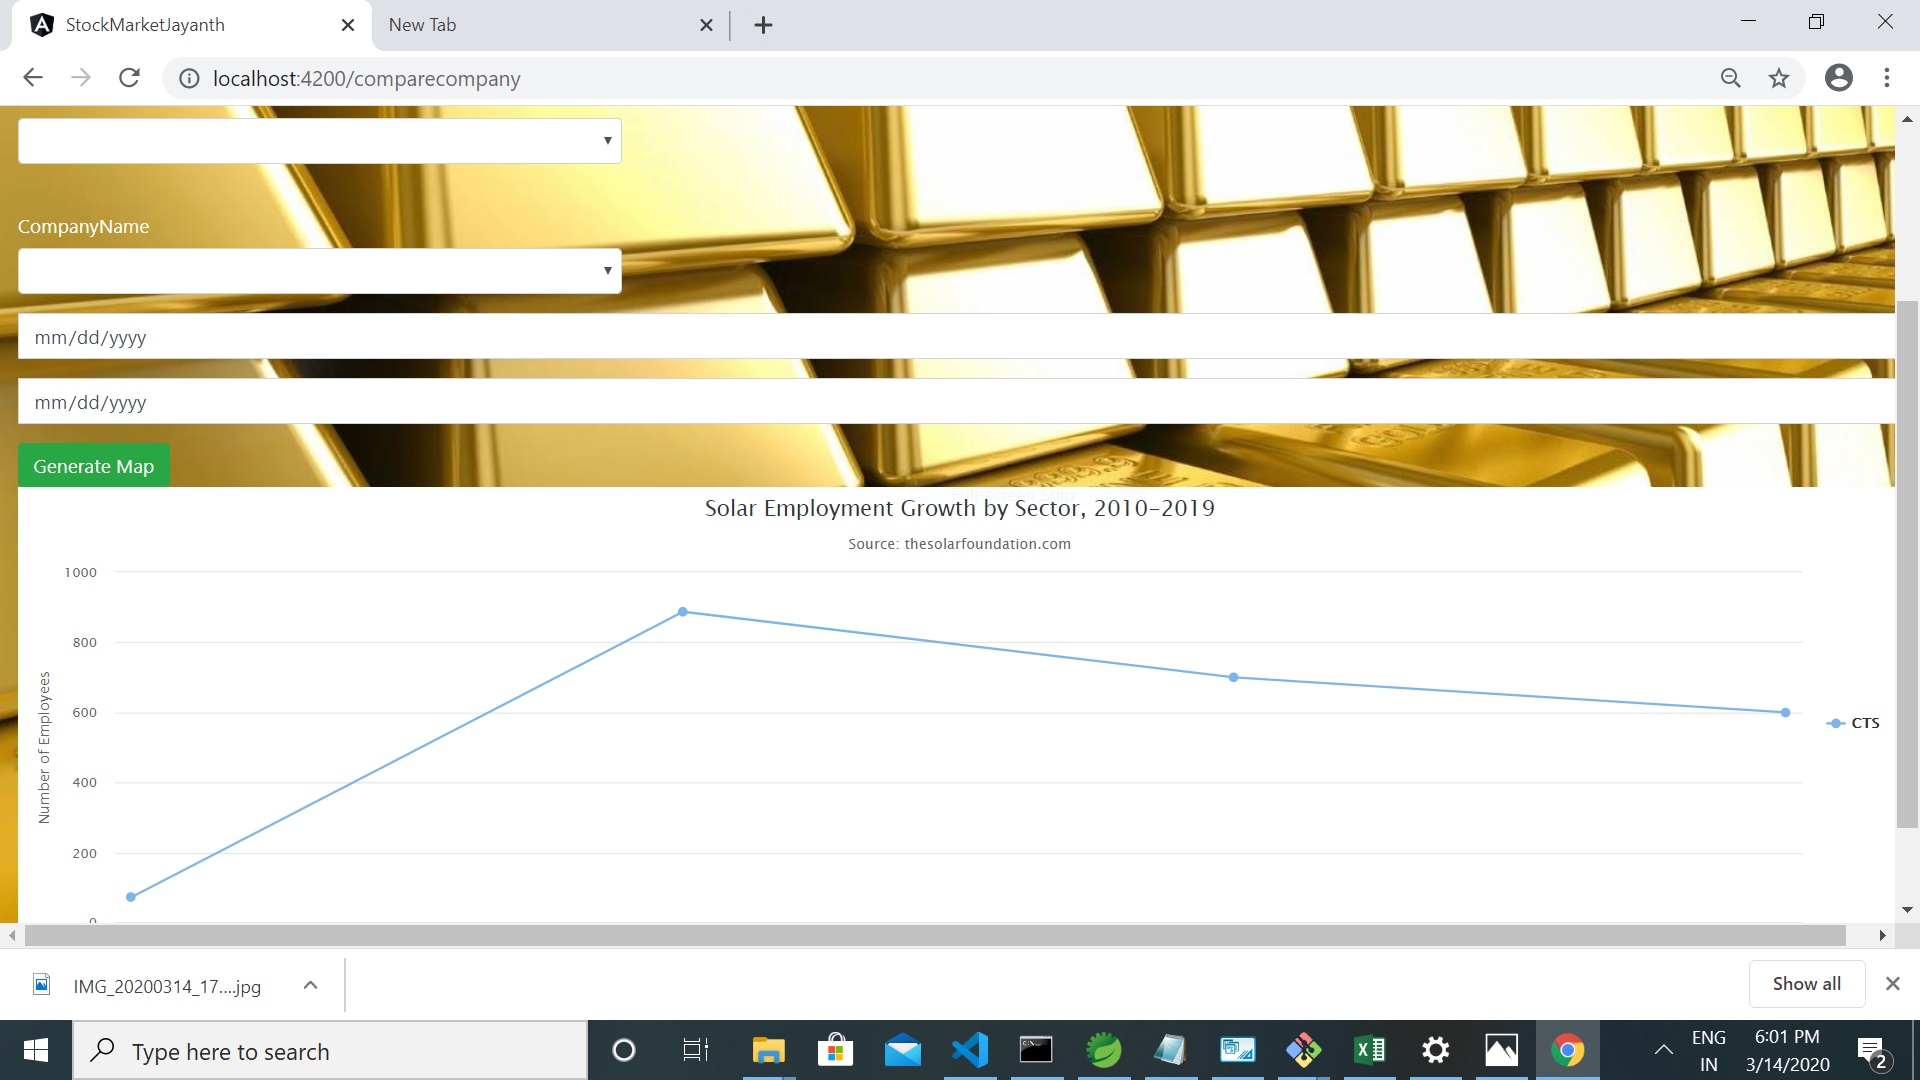 StockMarketJayanth
New Tab
localhost:4200/comparecompany
CompanyName
mm/dd/yyyy
mm/dd/yyyy
Generate Map
Solar Employment Growth by Sector, 2010-2019
Source: thesolarfoundation.com
1000
800
600
400
200
0
Number of Employees
CTS
IMG_20200314_17....jpg
Show all
Type here to search
ENG
IN
6:01 PM
3/14/2020
2